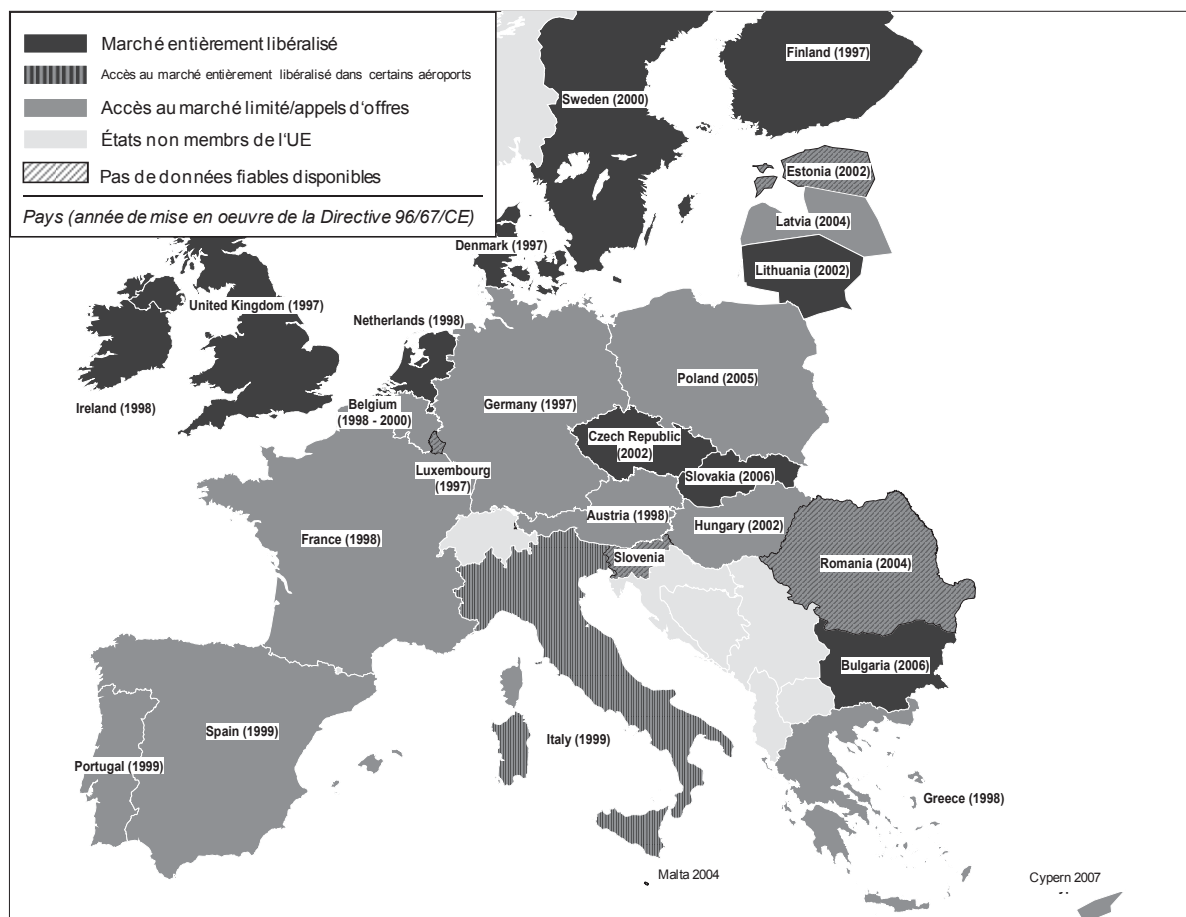 Marché entièrement libéralisé
Accès au marché entièrement libéralisé dans certains aéroports
Accès au marché limité/appels d'offres
États non membrs de l'UE
Pas de données fiables disponibles
Pays (année de mise en oeuvre de la Directive 96/67/CE)
Finland (1997)
Sweden (2000)
Estonia (2002)
Latvia (2004)
Denmark (1997)
Lithuania (2002)
United Kingdom (1997)
Netherlands (1998)
Poland (2005)
Ireland (1998)
Belgium
(1998 - 2000)
Germany (1997)
Czech Republic
(2002)
Luxembourg
(1997)
Slovakia (2006)
Austria (1998)
Hungary (2002)
France (1998)
Slovenia
Romania (2004)
Bulgaria (2006)
Spain (1999)
Italy (1999)
Portugal (1999)
Greece (1998)
Malta 2004
Cypern 2007